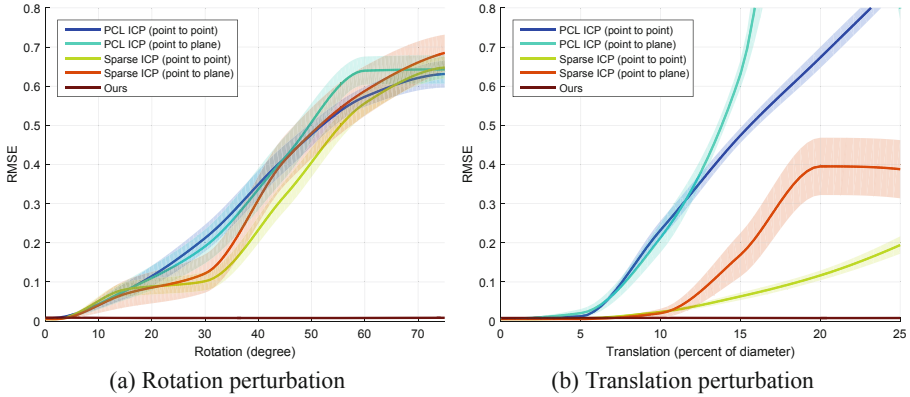 0.8
0.7
0.6
0.5
0.4
0.3
0.2
0.1
0
RMSE
PCL ICP (point to point)
PCL ICP (point to plane)
Sparse ICP (point to point)
Sparse ICP (point to plane)
Ours
0 10 20 30 40 50 60 70
Rotation (degree)
(a) Rotation perturbation
0.8
0.7
0.6
0.5
0.4
0.3
0.2
0.1
0
RMSE
PCL ICP (point to point)
PCL ICP (point to plane)
Sparse ICP (point to point)
Sparse ICP (point to plane)
Ours
0 5 10 15 20 25
Translation (percent of diameter)
(b) Translation perturbation